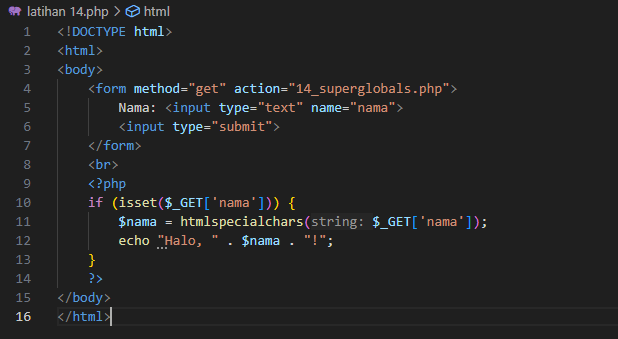 latihan 14.php > html
1 <!DOCTYPE html>
2 <html>
3 <body>
4     <form method="get" action="14_superglobals.php">
5         Nama: <input type="text" name="nama">
6         <input type="submit">
7     </form>
8     <br>
9     <?php
10     if (isset($_GET['nama'])) {
11         $nama = htmlspecialchars(string: $_GET['nama']);
12         echo "Halo, " . $nama . "!";
13     }
14     ?>
15 </body>
16 </html>